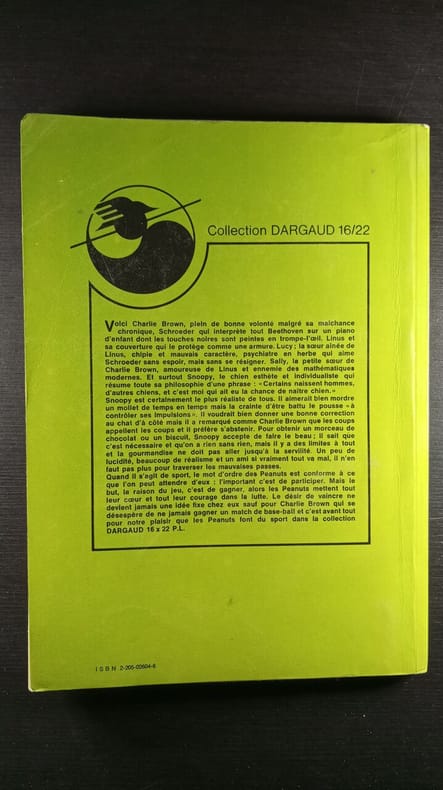 Collection DARGAUD 16/22
Voici Charlie Brown, plein de bonne volonté malgré sa malchance
chronique, Schroeder qui interprète tout Beethoven sur un piano
d'enfant dont les touches noires sont peintes en trompe-l'œil. Linus et
sa couverture qui le protège comme une armure. Lucy ; la sœur aînée de
Linus, chipie et mauvais caractère, psychiatre en herbe qui aime
Schroeder sans espoir, mais sans se résigner. Sally, la petite sœur de
Charlie Brown, amoureuse de Linus et ennemie des mathématiques
modernes. Et surtout Snoopy, le chien esthète et individualiste qui
résume toute sa philosophie d'une phrase : « Certains naissent hommes,
d'autres chiens, et c'est moi qui ait eu la chance de naître chien. »
Snoopy est certainement le plus réaliste de tous. Il aimerait bien mordre
un mollet de temps en temps mais la crainte d'être battu le pousse « à
contrôler ses impulsions ». Il voudrait bien donner une bonne correction
au chat d'à côté mais il a remarqué comme Charlie Brown que les coups
appellent les coups et il préfère s'abstenir. Pour obtenir un morceau de
chocolat ou un biscuit, Snoopy accepte de faire le beau ; il sait que
c'est nécessaire et qu'on a rien sans rien, mais il y a des limites à tout
et la gourmandise ne doit pas aller jusqu'à la servilité. Un peu de
lucidité, beaucoup de réalisme et un ami si vraiment tout va mal, il n'en
faut pas plus pour traverser les mauvaises passes.
Quand il s'agit de sport, le mot d'ordre des Peanuts est conforme à ce
que l'on peut attendre d'eux : l'important c'est de participer. Mais le
but, la raison du jeu, c'est de gagner, alors les Peanuts mettent tout
leur cœur et tout leur courage dans la lutte. Le désir de vaincre ne
devient jamais une idée fixe chez eux sauf pour Charlie Brown qui se
désespère de ne jamais gagner un match de base-ball et c'est avant tout
pour notre plaisir que les Peanuts font du sport dans la collection
DARGAUD 16 x 22 P.L.
ISBN 2-205-00604-6